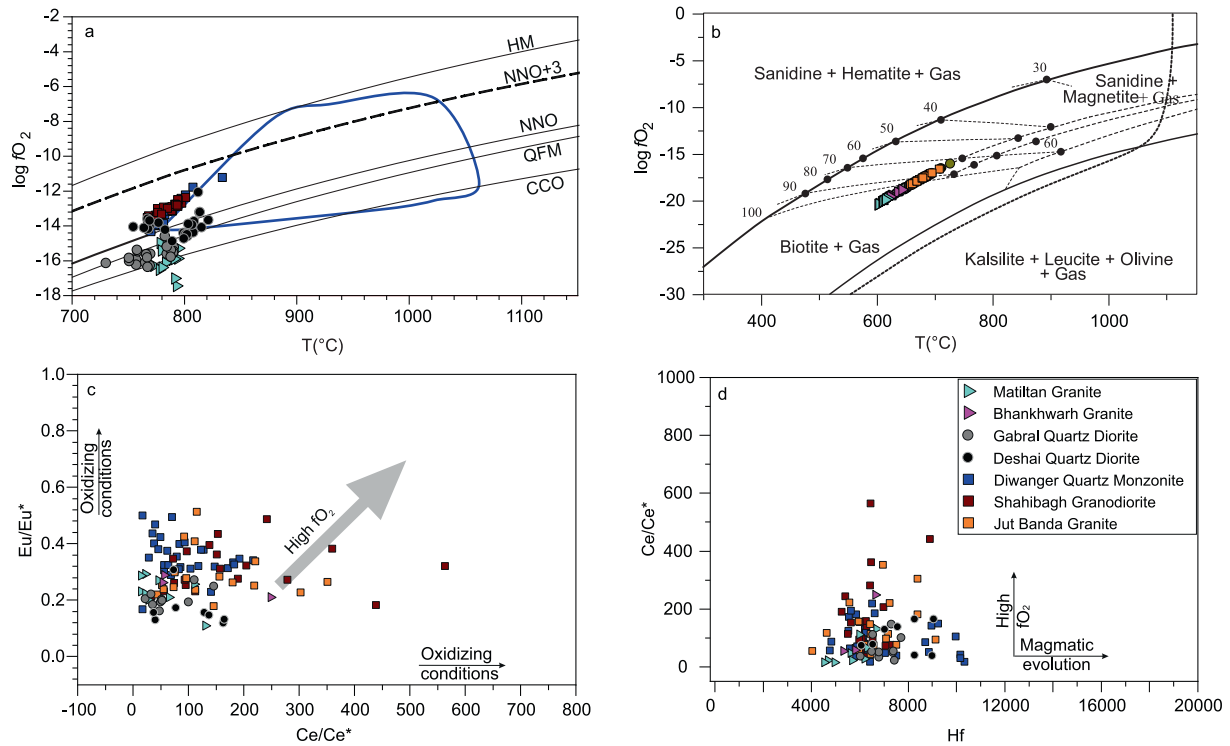 a
-2
-4
-6
-8
-10
-12
-14
-16
-18
700
800
900
1000
1100
log fO2
T(°C)
HM
NNO+3
NNO
QFM
CCO
b
0
-5
-10
-15
-20
-25
-30
400
600
800
1000
log fO2
T(°C)
Sanidine + Hematite + Gas
Sanidine +
Magnetite+ Gas
Biotite + Gas
Kalsilite + Leucite + Olivine
+ Gas
30
40
50
60
70
80
90
100
60
c
1.0
0.8
0.6
0.4
0.2
0.0
-100
0
100
200
300
400
500
600
700
800
Eu/Eu*
Ce/Ce*
Oxidizing
conditions
High fO2
Oxidizing
conditions
d
1000
800
600
400
200
0
0
4000
8000
12000
16000
20000
Ce/Ce*
Hf
Matiltan Granite
Bhankhwarh Granite
Gabral Quartz Diorite
Deshai Quartz Diorite
Diwanger Quartz Monzonite
Shahibagh Granodiorite
Jut Banda Granite
High
fO2
Magmatic
evolution